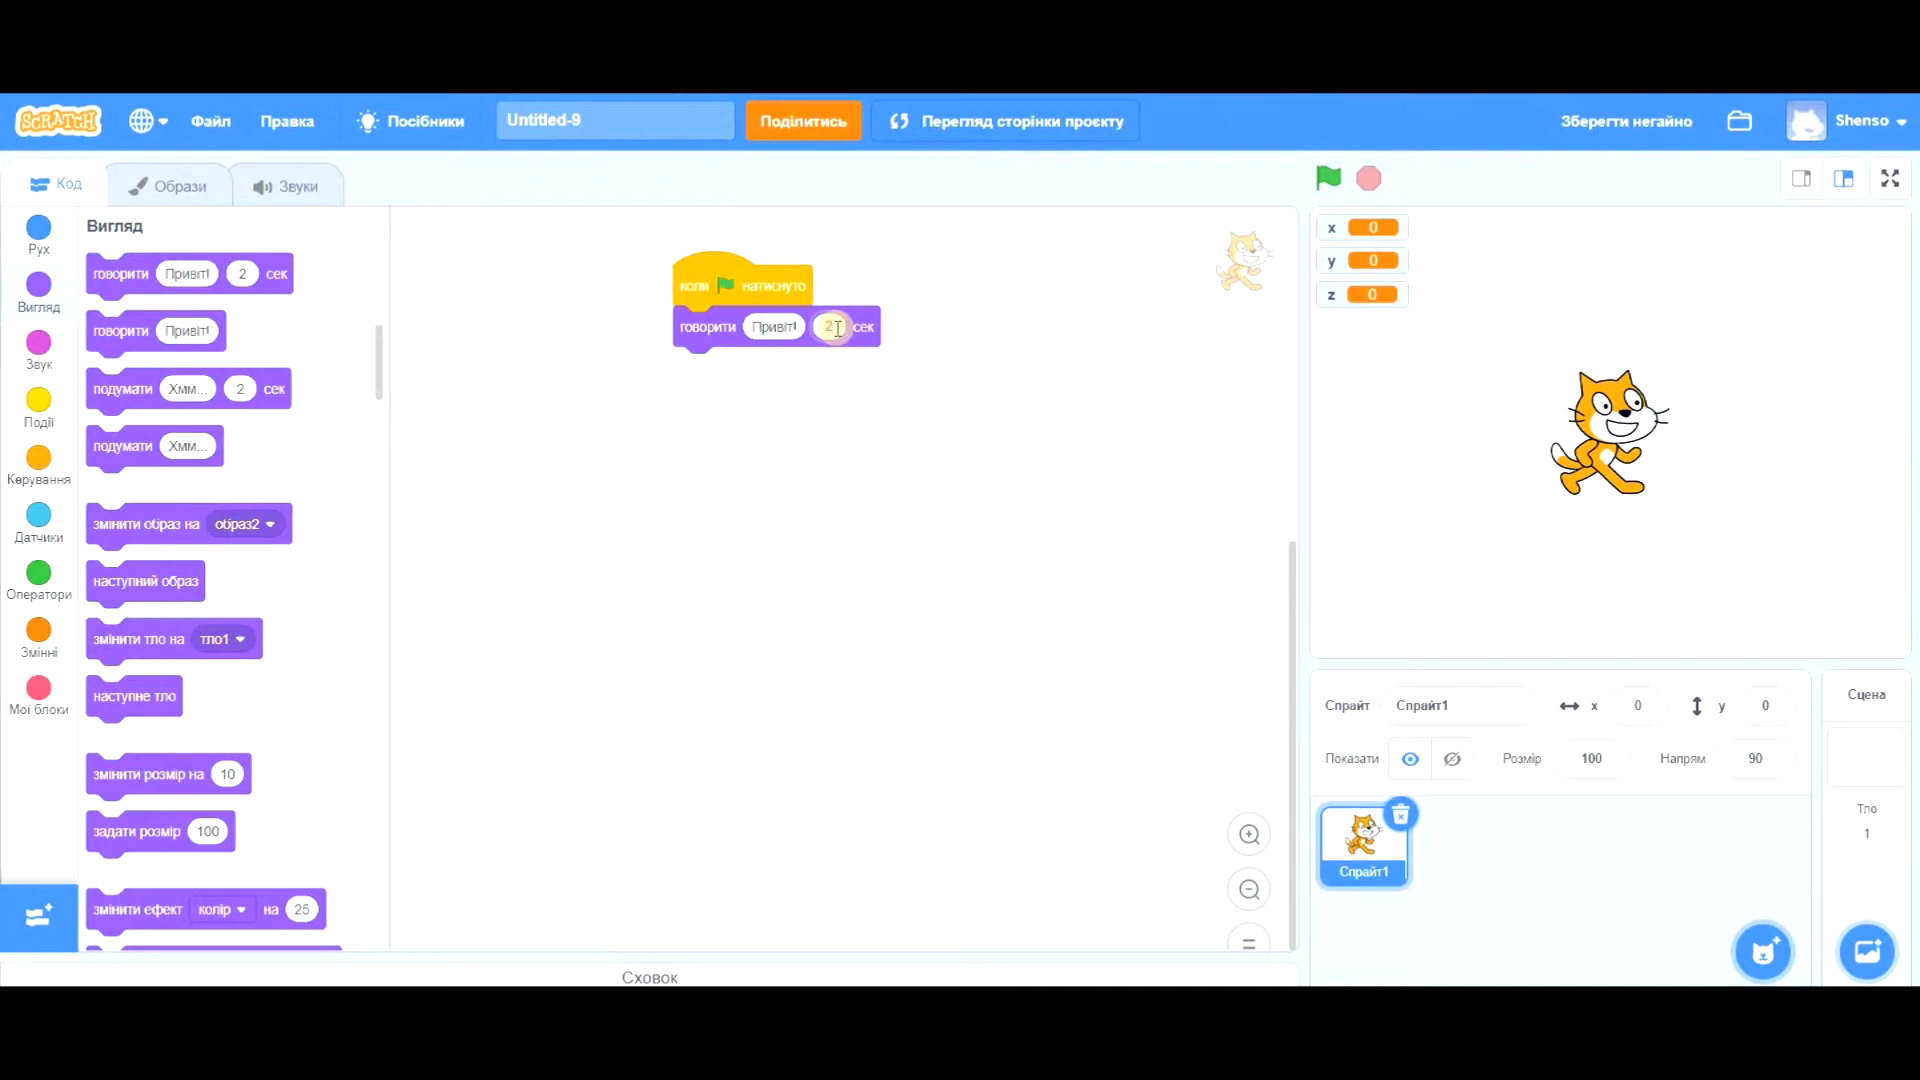 SCRATCH
Файл
Правка
Посібники
Untitled-9
Поділитись
Перегляд сторінки проєкту
Зберегти негайно
Shenso
Код
Образи
Звуки
Рух
Вигляд
Звук
Події
Керування
Датчики
Оператори
Змінні
Мої блоки
Вигляд
говорити Привіт! 2 сек
говорити Привіт!
подумати Хмм... 2 сек
подумати Хмм...
змінити образ на образ2
наступний образ
змінити тло на тло1
наступне тло
змінити розмір на 10
задати розмір 100
змінити ефект колір на 25
коли натиснуто
говорити Привіт! 2 сек
x 0
y 0
z 0
Спрайт Спрайт1 x 0 y 0
Показати Розмір 100 Напрям 90
Спрайт1
Сцена
Тло
1
Сховок